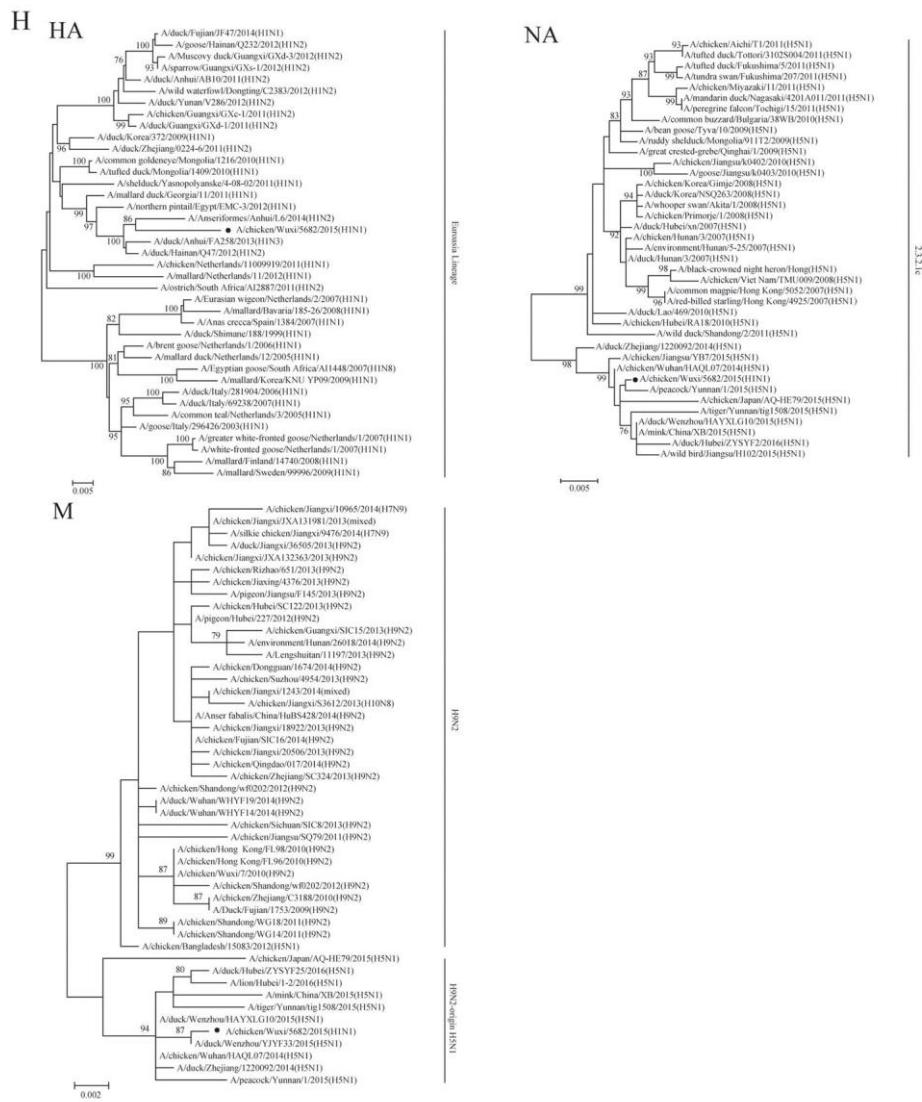 H
HA
A/duck/Fujian/JF47/2014(H1N1)
100
A/goose/Hainan/Q232/2012(H1N2)
76
A/Muscovy duck/Guangxi/GXd-3/2012(H1N2)
93
A/sparrow/Guangxi/GXs-1/2012(H1N2)
A/duck/Anhui/AB10/2011(H1N2)
A/wild waterfowl/Dongting/C2383/2012(H1N2)
A/duck/Yunan/V286/2012(H1N2)
100
A/chicken/Guangxi/GXc-1/2011(H1N2)
99
A/duck/Guangxi/GXd-1/2011(H1N2)
A/duck/Korea/372/2009(H1N1)
96
A/duck/Zhejiang/0224-6/2011(H1N2)
A/common goldeneye/Mongolia/1216/2010(H1N1)
100
A/tufted duck/Mongolia/1409/2010(H1N1)
A/shelduck/Yasnopolyanske/4-08-02/2011(H1N1)
A/mallard duck/Georgia/11/2011(H1N1)
99
A/northern pintail/Egypt/EMC-3/2012(H1N1)
97
86
A/Anseriformes/Anhui/L6/2014(H1N2)
A/chicken/Wuxi/5682/2015(H1N1)
A/duck/Anhui/FA258/2013(H1N3)
100
A/duck/Hainan/Q47/2012(H1N2)
A/chicken/Netherlands/11009919/2011(H1N1)
100
A/mallard/Netherlands/11/2012(H1N1)
A/ostrich/South Africa/AI2887/2011(H1N2)
A/Eurasian wigeon/Netherlands/2/2007(H1N1)
100
A/mallard/Bavaria/185-26/2008(H1N1)
82
A/Anas crecca/Spain/1384/2007(H1N1)
A/duck/Shimane/188/1999(H1N1)
A/brent goose/Netherlands/1/2006(H1N1)
81
A/mallard duck/Netherlands/12/2005(H1N1)
100
A/Egyptian goose/South Africa/AI1448/2007(H1N8)
100
A/mallard/Korea/KNU YP09/2009(H1N1)
A/duck/Italy/281904/2006(H1N1)
100
A/duck/Italy/69238/2007(H1N1)
95
A/common teal/Netherlands/3/2005(H1N1)
95
A/goose/Italy/296426/2003(H1N1)
100
A/greater white-fronted goose/Netherlands/1/2007(H1N1)
A/white-fronted goose/Netherlands/1/2007(H1N1)
100
A/mallard/Finland/14740/2008(H1N1)
86
A/mallard/Sweden/99996/2009(H1N1)
0.005
Euroasia Lineage
NA
93
A/chicken/Aichi/T1/2011(H5N1)
93
A/tufted duck/Tottori/3102S004/2011(H5N1)
A/tufted duck/Fukushima/5/2011(H5N1)
87
99
A/tundra swan/Fukushima/207/2011(H5N1)
A/chicken/Miyazaki/11/2011(H5N1)
93
A/mandarin duck/Nagasaki/4201A011/2011(H5N1)
99
A/peregrine falcon/Tochigi/15/2011(H5N1)
83
A/common buzzard/Bulgaria/38WB/2010(H5N1)
A/bean goose/Tyva/10/2009(H5N1)
A/ruddy shelduck/Mongolia/911T2/2009(H5N1)
A/great crested-grebe/Qinghai/1/2009(H5N1)
A/chicken/Jiangsu/k0402/2010(H5N1)
100
A/goose/Jiangsu/k0403/2010(H5N1)
A/chicken/Korea/Gimje/2008(H5N1)
94
A/duck/Korea/NSQ263/2008(H5N1)
A/whooper swan/Akita/1/2008(H5N1)
A/chicken/Primorje/1/2008(H5N1)
A/duck/Hubei/xn/2007(H5N1)
92
A/chicken/Hunan/3/2007(H5N1)
A/environment/Hunan/5-25/2007(H5N1)
A/duck/Hunan/3/2007(H5N1)
98
A/black-crowned night heron/Hong(H5N1)
A/chicken/Viet Nam/TMU009/2008(H5N1)
99
A/common magpie/Hong Kong/5052/2007(H5N1)
96
A/red-billed starling/Hong Kong/4925/2007(H5N1)
99
A/duck/Lao/469/2010(H5N1)
A/chicken/Hubei/RA18/2010(H5N1)
A/wild duck/Shandong/2/2011(H5N1)
A/duck/Zhejiang/1220092/2014(H5N1)
98
A/chicken/Jiangsu/YB7/2015(H5N1)
A/chicken/Wuhan/HAQL07/2014(H5N1)
99
A/chicken/Wuxi/5682/2015(H1N1)
A/peacock/Yunnan/1/2015(H5N1)
A/chicken/Japan/AQ-HE79/2015(H5N1)
A/tiger/Yunnan/tig1508/2015(H5N1)
A/duck/Wenzhou/HAYXLG10/2015(H5N1)
76
A/mink/China/XB/2015(H5N1)
A/duck/Hubei/ZYSYF2/2016(H5N1)
A/wild bird/Jiangsu/H102/2015(H5N1)
0.005
2.3.2.1c
M
A/chicken/Jiangxi/10965/2014(H7N9)
A/chicken/Jiangxi/JXA131981/2013(mixed)
A/silkie chicken/Jiangxi/9476/2014(H7N9)
A/duck/Jiangxi/36505/2013(H9N2)
A/chicken/Jiangxi/JXA132363/2013(H9N2)
A/chicken/Rizhao/651/2013(H9N2)
A/chicken/Jiaxing/4376/2013(H9N2)
A/pigeon/Jiangsu/F145/2013(H9N2)
A/chicken/Hubei/SC122/2013(H9N2)
A/pigeon/Hubei/227/2012(H9N2)
A/chicken/Guangxi/SIC15/2013(H9N2)
79
A/environment/Hunan/26018/2014(H9N2)
A/Lengshuitan/11197/2013(H9N2)
A/chicken/Dongguan/1674/2014(H9N2)
A/chicken/Suzhou/4954/2013(H9N2)
A/chicken/Jiangxi/1243/2014(mixed)
A/chicken/Jiangxi/S3612/2013(H10N8)
A/Anser fabalis/China/HuBS428/2014(H9N2)
A/chicken/Jiangxi/18922/2013(H9N2)
A/chicken/Fujian/SIC16/2014(H9N2)
A/chicken/Jiangxi/20506/2013(H9N2)
A/chicken/Qingdao/017/2014(H9N2)
A/chicken/Zhejiang/SC324/2013(H9N2)
A/chicken/Shandong/wf0202/2012(H9N2)
A/duck/Wuhan/WHYF19/2014(H9N2)
A/duck/Wuhan/WHYF14/2014(H9N2)
A/chicken/Sichuan/SIC8/2013(H9N2)
A/chicken/Jiangsu/SQ79/2011(H9N2)
99
A/chicken/Hong Kong/FL98/2010(H9N2)
A/chicken/Hong Kong/FL96/2010(H9N2)
87
A/chicken/Wuxi/7/2010(H9N2)
A/chicken/Shandong/wf0202/2012(H9N2)
87
A/chicken/Zhejiang/C3188/2010(H9N2)
A/Duck/Fujian/1753/2009(H9N2)
89
A/chicken/Shandong/WG18/2011(H9N2)
A/chicken/Shandong/WG14/2011(H9N2)
A/chicken/Bangladesh/15083/2012(H5N1)
A/chicken/Japan/AQ-HE79/2015(H5N1)
80
A/duck/Hubei/ZYSYF25/2016(H5N1)
A/lion/Hubei/1-2/2016(H5N1)
A/mink/China/XB/2015(H5N1)
A/tiger/Yunnan/tig1508/2015(H5N1)
A/duck/Wenzhou/HAYXLG10/2015(H5N1)
94
87
A/chicken/Wuxi/5682/2015(H1N1)
A/duck/Wenzhou/YJYF33/2015(H5N1)
A/chicken/Wuhan/HAQL07/2014(H5N1)
A/duck/Zhejiang/1220092/2014(H5N1)
A/peacock/Yunnan/1/2015(H5N1)
0.002
H9N2
H9N2-origin H5N1